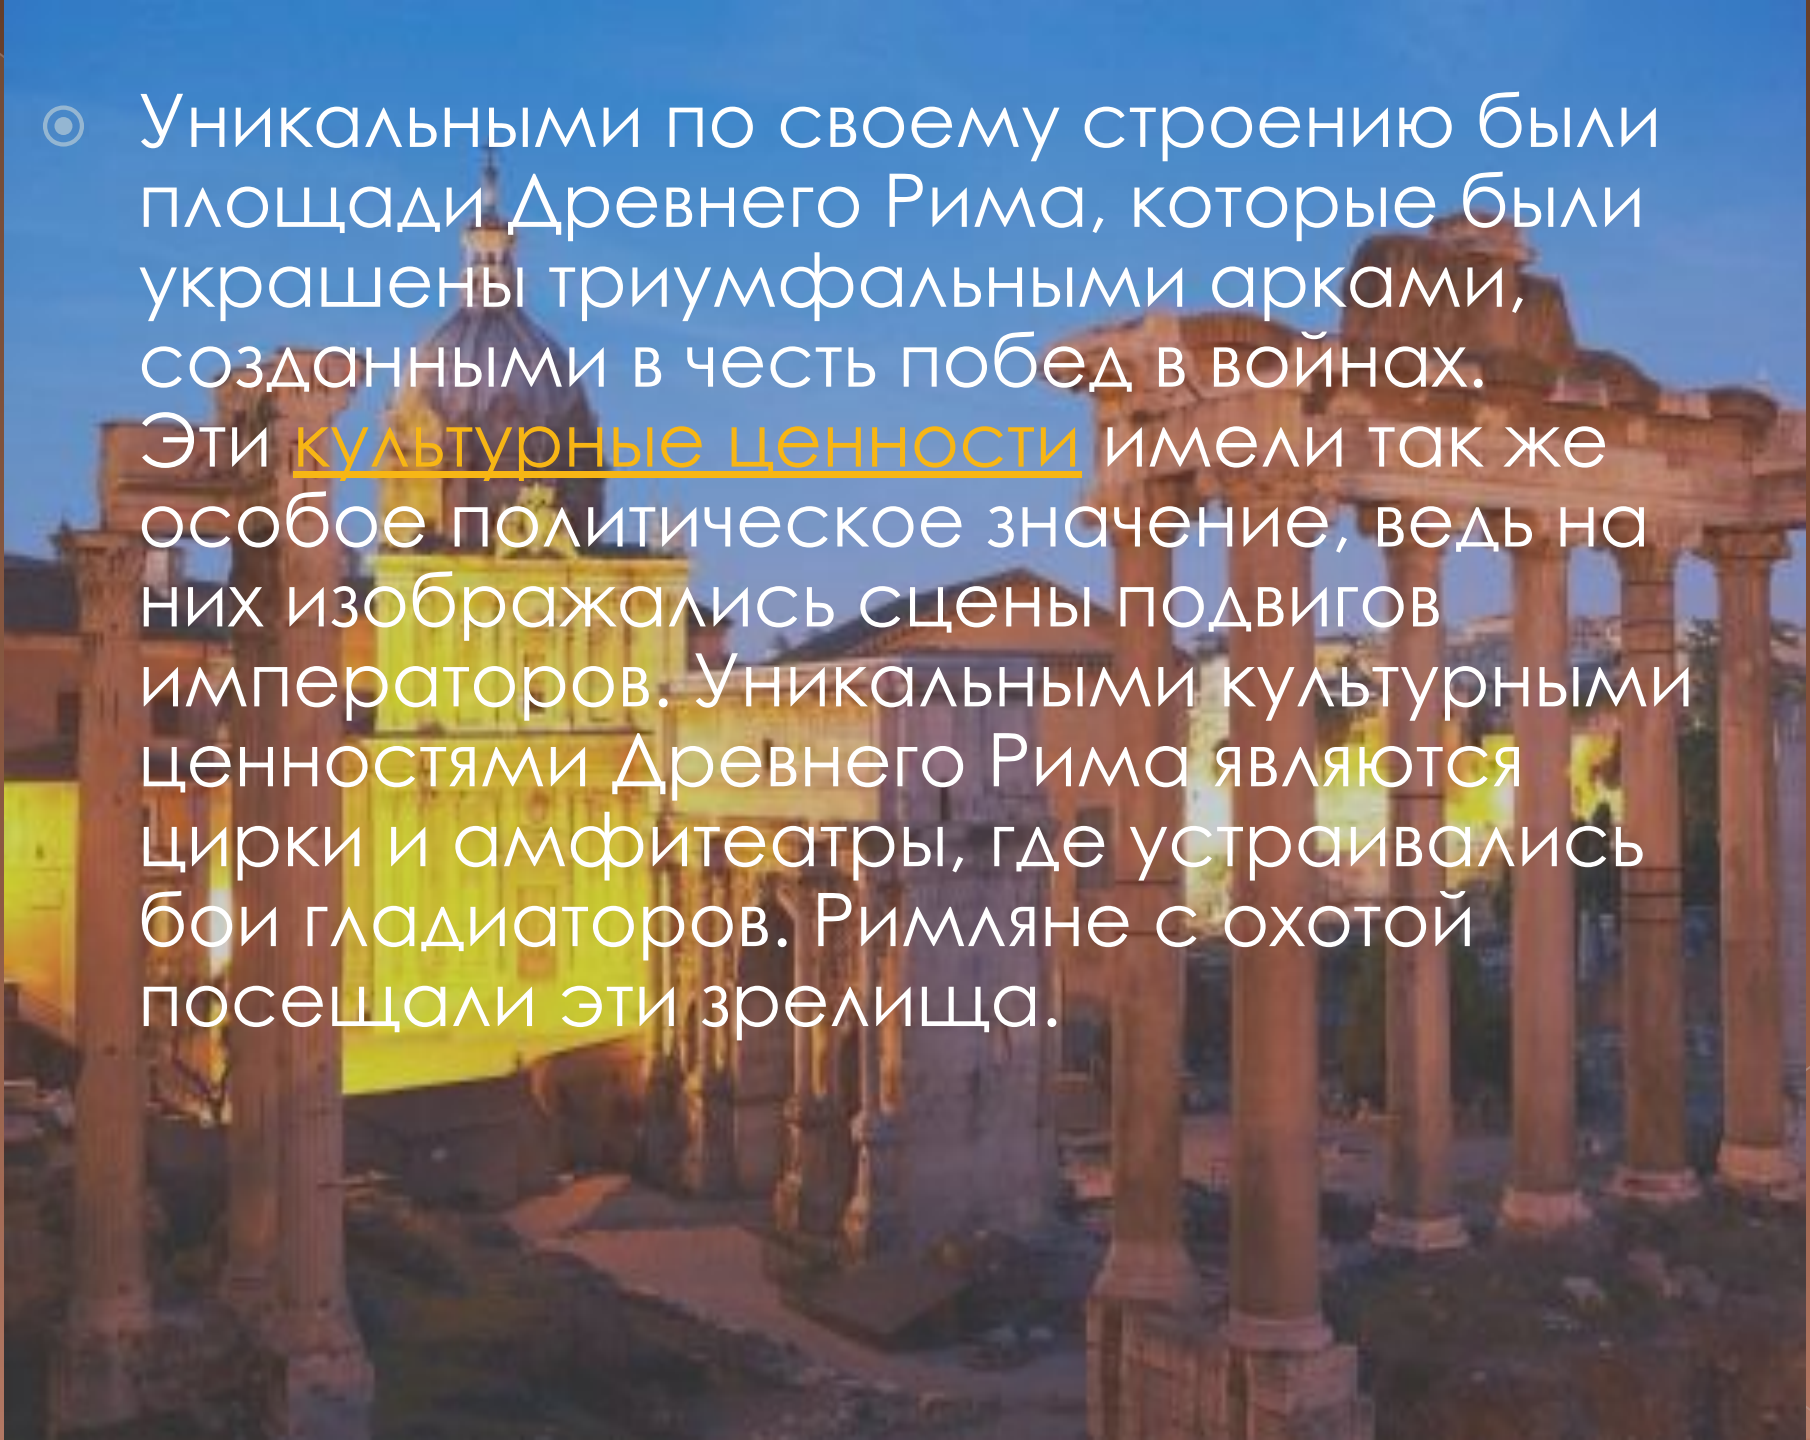 Уникальными по своему строению были
площади Древнего Рима, которые были
украшены триумфальными арками,
созданными в честь побед в войнах.
Эти культурные ценности имели так же
особое политическое значение, ведь на
них изображались сцены подвигов
императоров. Уникальными культурными
ценностями Древнего Рима являются
цирки и амфитеатры, где устраивались
бои гладиаторов. Римляне с охотой
посещали эти зрелища.